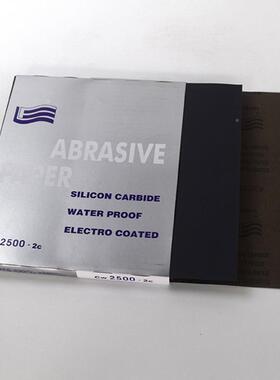 ABRASIVE
PAPER
SILICON CARBIDE
WATER PROOF
ELECTRO COATED
2500 - 2c
CW 2500 - 2c